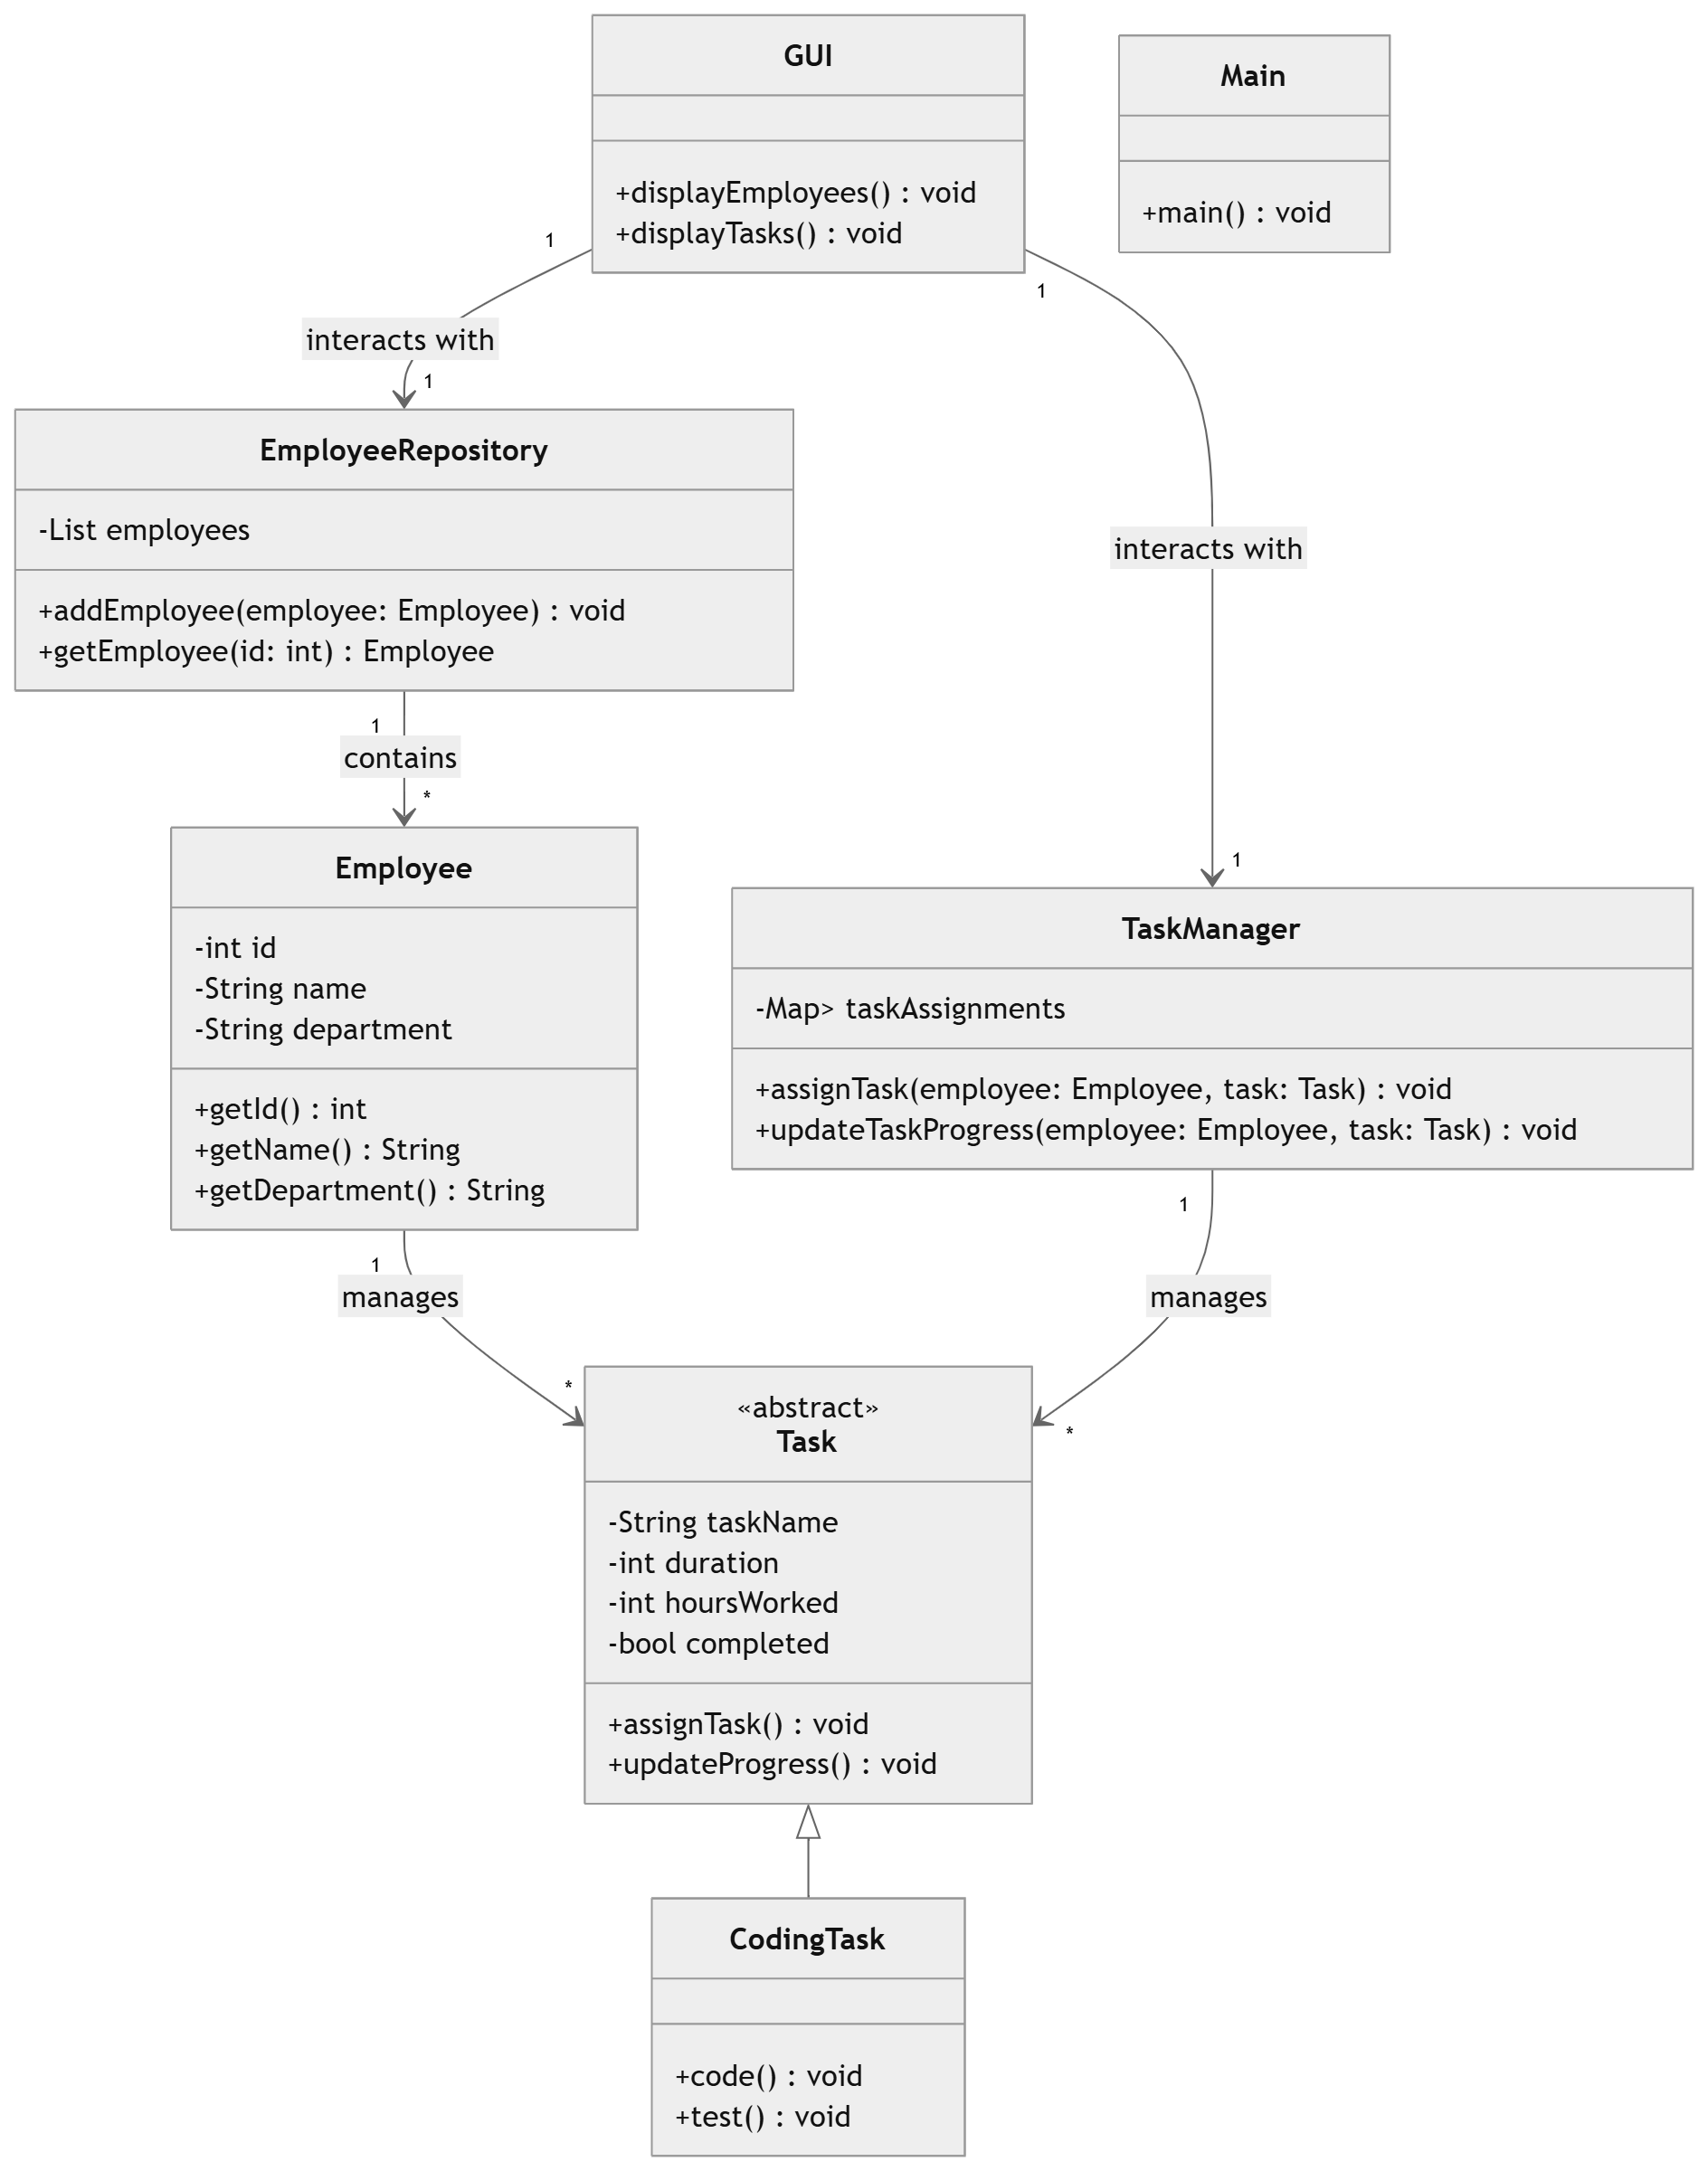 GUI
+displayEmployees() : void
+displayTasks() : void
Main
+main() : void
1
interacts with
1
1
interacts with
1
EmployeeRepository
-List employees
+addEmployee(employee: Employee) : void
+getEmployee(id: int) : Employee
1
contains
*
Employee
-int id
-String name
-String department
+getId() : int
+getName() : String
+getDepartment() : String
TaskManager
-Map> taskAssignments
+assignTask(employee: Employee, task: Task) : void
+updateTaskProgress(employee: Employee, task: Task) : void
1
manages
*
1
manages
*
«abstract»
Task
-String taskName
-int duration
-int hoursWorked
-bool completed
+assignTask() : void
+updateProgress() : void
CodingTask
+code() : void
+test() : void